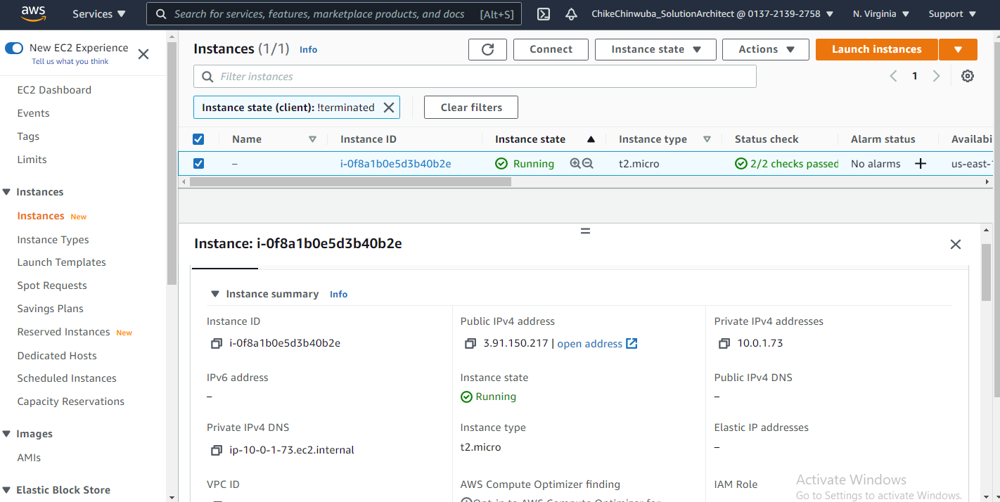 aws Services Search for services, features, marketplace products, and docs [Alt+S] ChikeChinwuba_SolutionArchitect @ 0137-2139-2758 N. Virginia Support
New EC2 Experience
Tell us what you think
EC2 Dashboard
Events
Tags
Limits
Instances
Instances New
Instance Types
Launch Templates
Spot Requests
Savings Plans
Reserved Instances New
Dedicated Hosts
Scheduled Instances
Capacity Reservations
Images
AMIs
Elastic Block Store
Instances (1/1) Info Connect Instance state Actions Launch instances
Filter instances 1
Instance state (client): !terminated Clear filters
Name Instance ID Instance state Instance type Status check Alarm status Availabi
– i-0f8a1b0e5d3b40b2e Running t2.micro 2/2 checks passed No alarms + us-east-
Instance: i-0f8a1b0e5d3b40b2e
Instance summary Info
Instance ID Public IPv4 address Private IPv4 addresses
i-0f8a1b0e5d3b40b2e 3.91.150.217 | open address 10.0.1.73
IPv6 address Instance state Public IPv4 DNS
– Running –
Private IPv4 DNS Instance type Elastic IP addresses
ip-10-0-1-73.ec2.internal t2.micro –
VPC ID AWS Compute Optimizer finding IAM Role
Opt-in to AWS Compute Optimizer for
Activate Windows
Go to Settings to activate Windows.